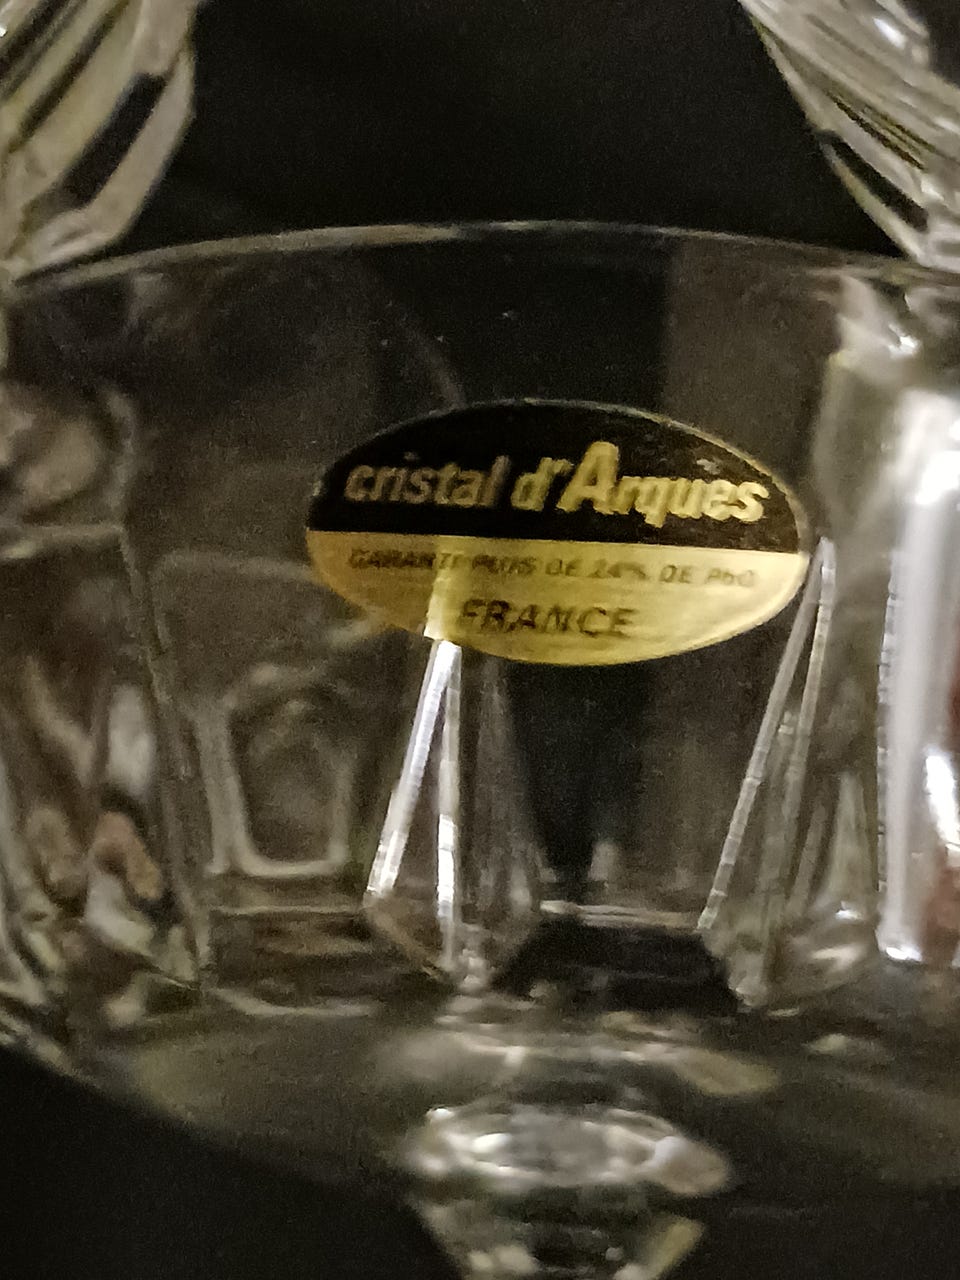 cristal d'Arques
GARANTI PLUS DE 24% DE PbO
FRANCE